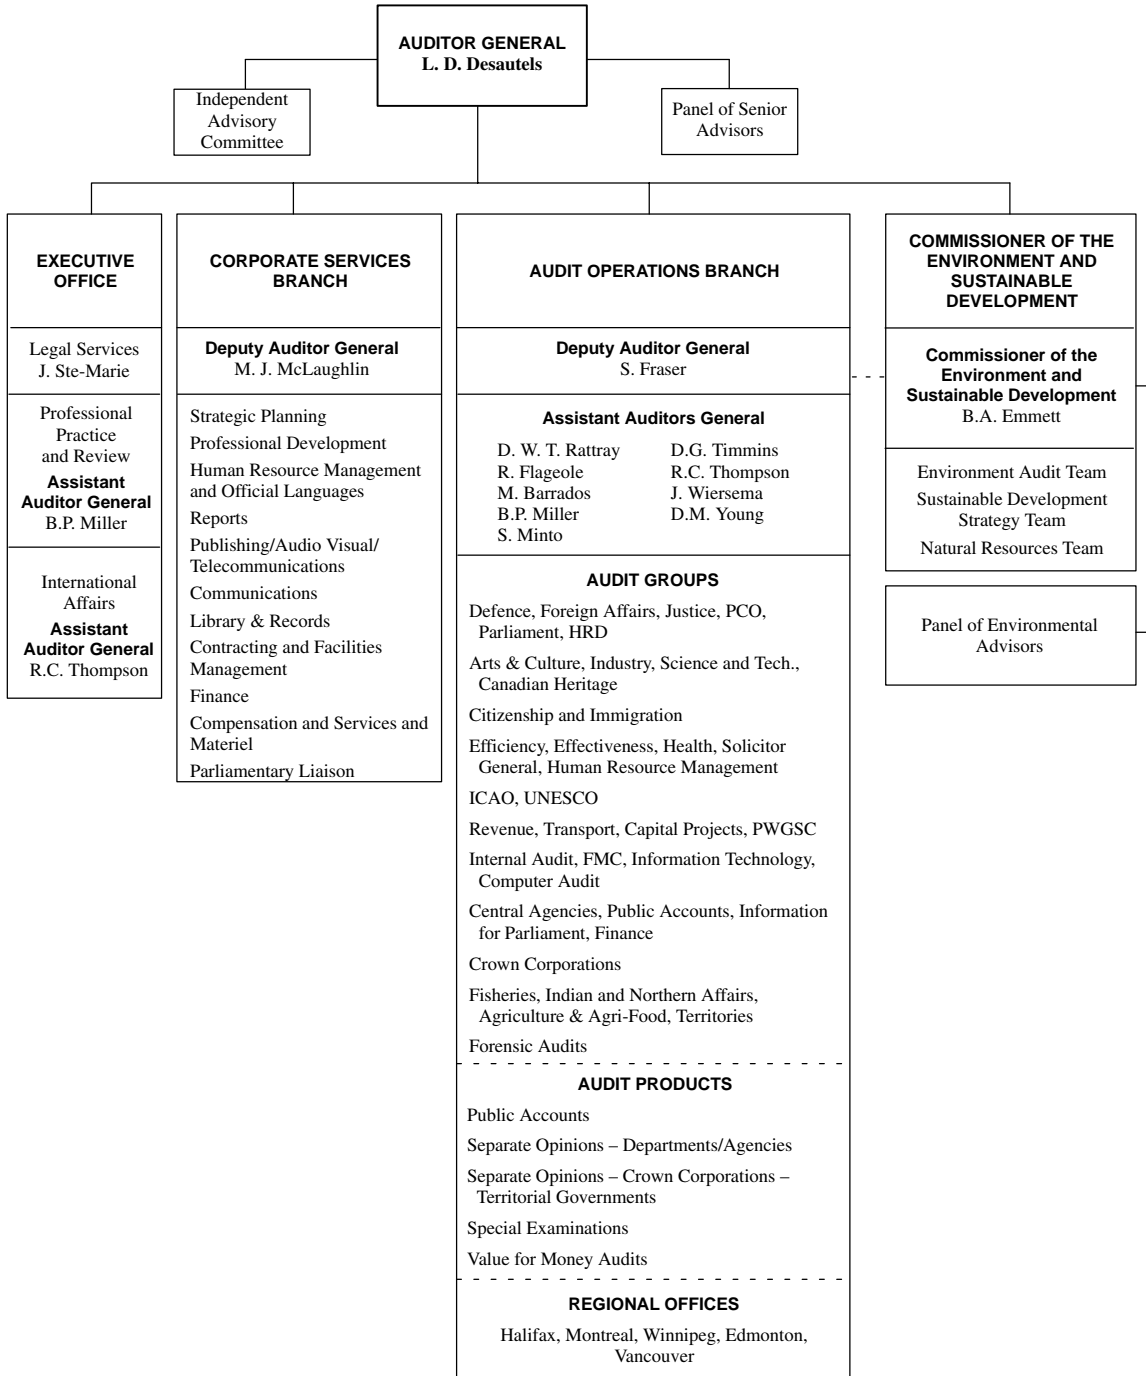 AUDITOR GENERAL
L. D. Desautels
Independent
Advisory
Committee
Panel of Senior
Advisors
EXECUTIVE
OFFICE
Legal Services
J. Ste-Marie
Professional
Practice
and Review
Assistant
Auditor General
B.P. Miller
International
Affairs
Assistant
Auditor General
R.C. Thompson
CORPORATE SERVICES
BRANCH
Deputy Auditor General
M. J. McLaughlin
Strategic Planning
Professional Development
Human Resource Management
and Official Languages
Reports
Publishing/Audio Visual/
Telecommunications
Communications
Library & Records
Contracting and Facilities
Management
Finance
Compensation and Services and
Materiel
Parliamentary Liaison
AUDIT OPERATIONS BRANCH
Deputy Auditor General
S. Fraser
Assistant Auditors General
D. W. T. Rattray
R. Flageole
M. Barrados
B.P. Miller
S. Minto
D.G. Timmins
R.C. Thompson
J. Wiersema
D.M. Young
AUDIT GROUPS
Defence, Foreign Affairs, Justice, PCO,
Parliament, HRD
Arts & Culture, Industry, Science and Tech.,
Canadian Heritage
Citizenship and Immigration
Efficiency, Effectiveness, Health, Solicitor
General, Human Resource Management
ICAO, UNESCO
Revenue, Transport, Capital Projects, PWGSC
Internal Audit, FMC, Information Technology,
Computer Audit
Central Agencies, Public Accounts, Information
for Parliament, Finance
Crown Corporations
Fisheries, Indian and Northern Affairs,
Agriculture & Agri-Food, Territories
Forensic Audits
AUDIT PRODUCTS
Public Accounts
Separate Opinions – Departments/Agencies
Separate Opinions – Crown Corporations –
Territorial Governments
Special Examinations
Value for Money Audits
REGIONAL OFFICES
Halifax, Montreal, Winnipeg, Edmonton,
Vancouver
COMMISSIONER OF THE
ENVIRONMENT AND
SUSTAINABLE
DEVELOPMENT
Commissioner of the
Environment and
Sustainable Development
B.A. Emmett
Environment Audit Team
Sustainable Development
Strategy Team
Natural Resources Team
Panel of Environmental
Advisors